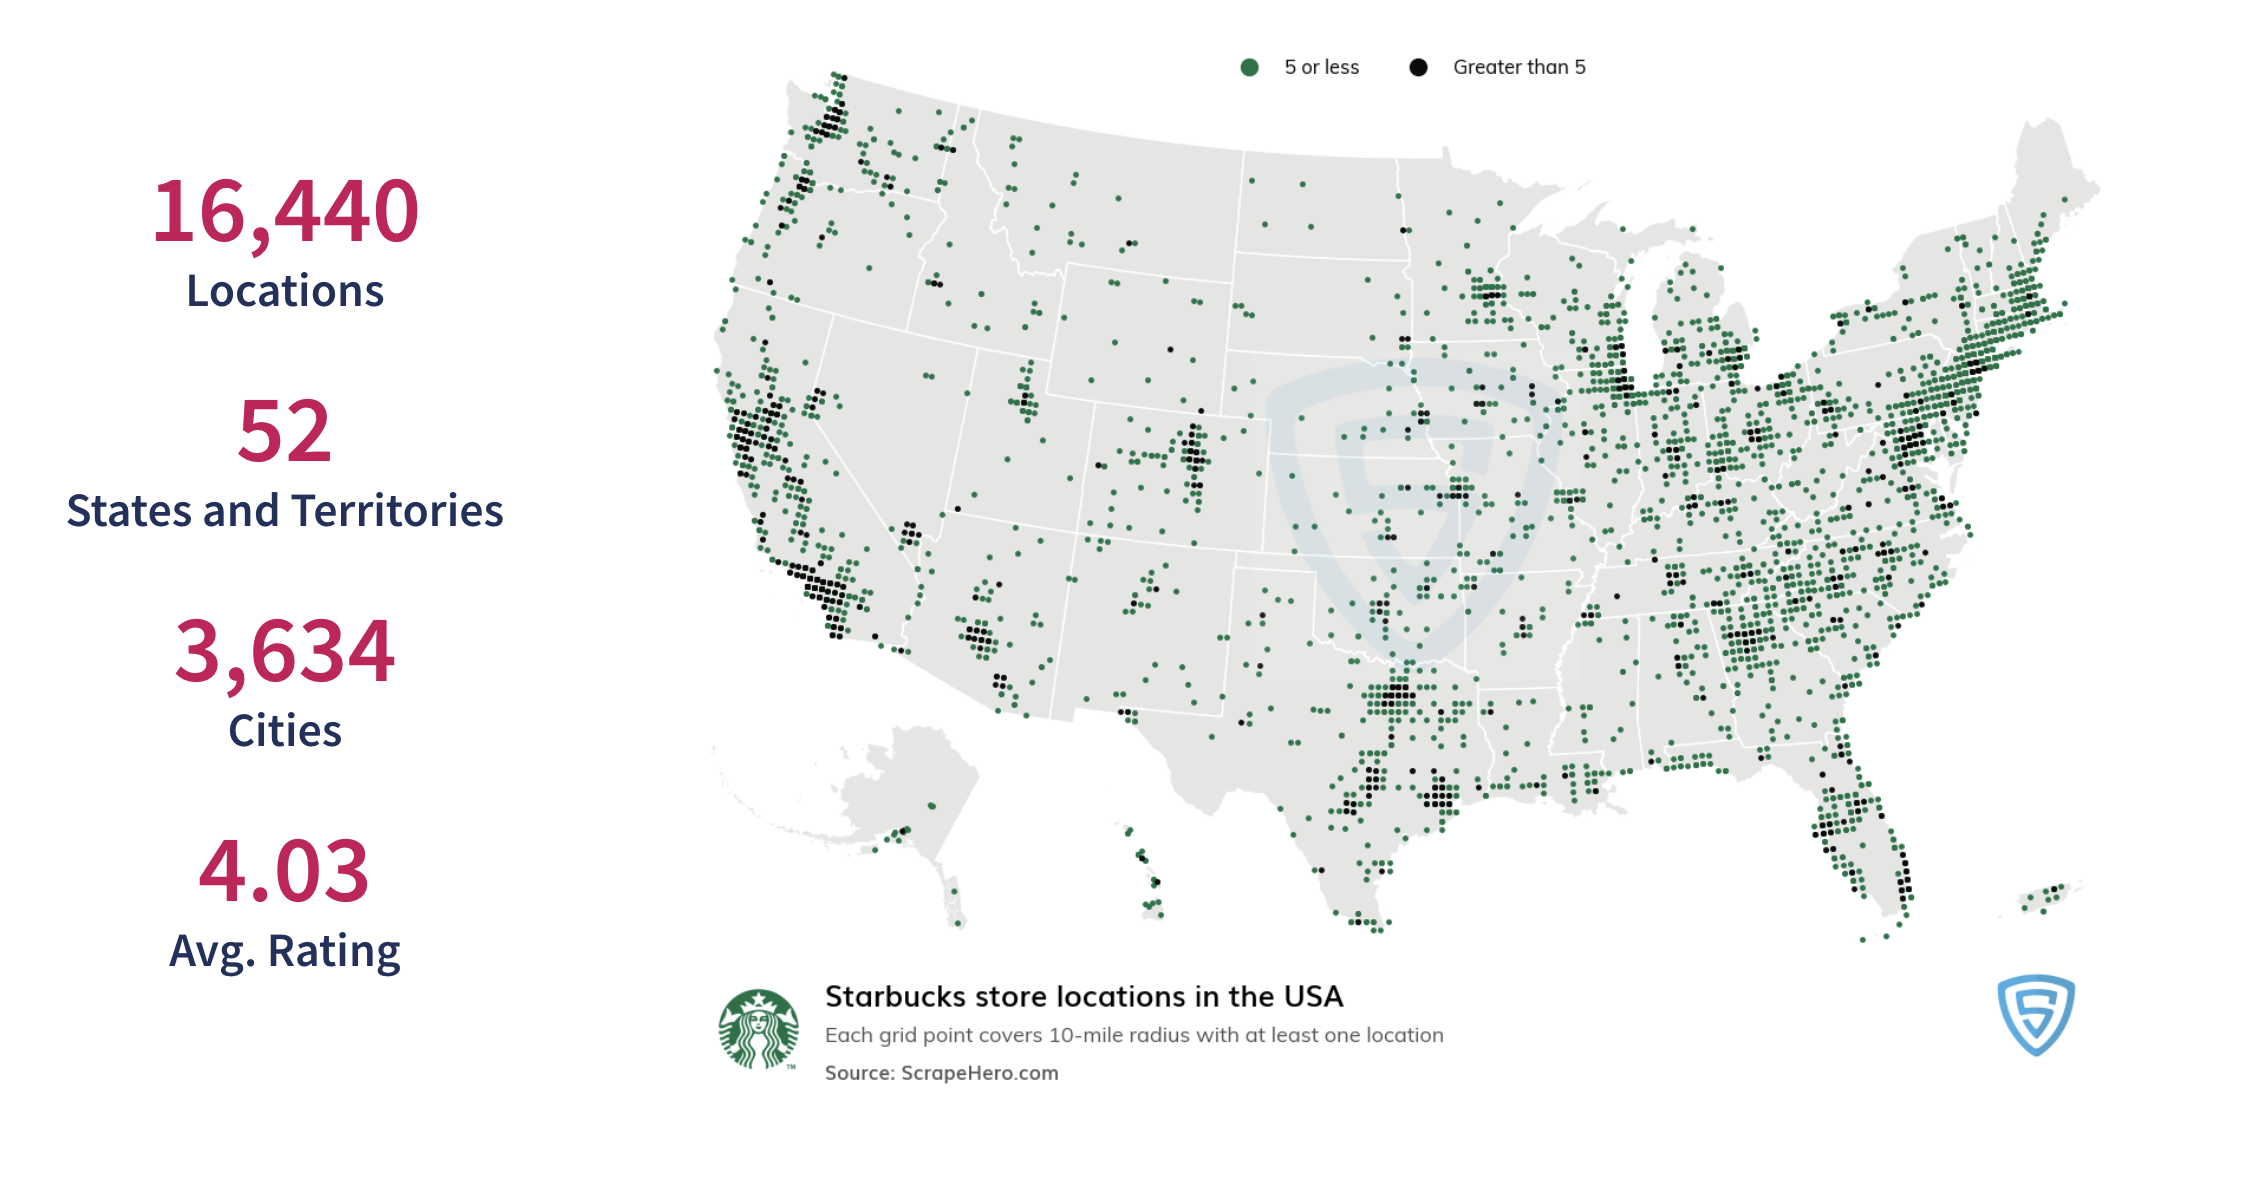 5 or less
Greater than 5
16,440
Locations
52
States and Territories
3,634
Cities
4.03
Avg. Rating
Starbucks store locations in the USA
Each grid point covers 10-mile radius with at least one location
Source: ScrapeHero.com
TM